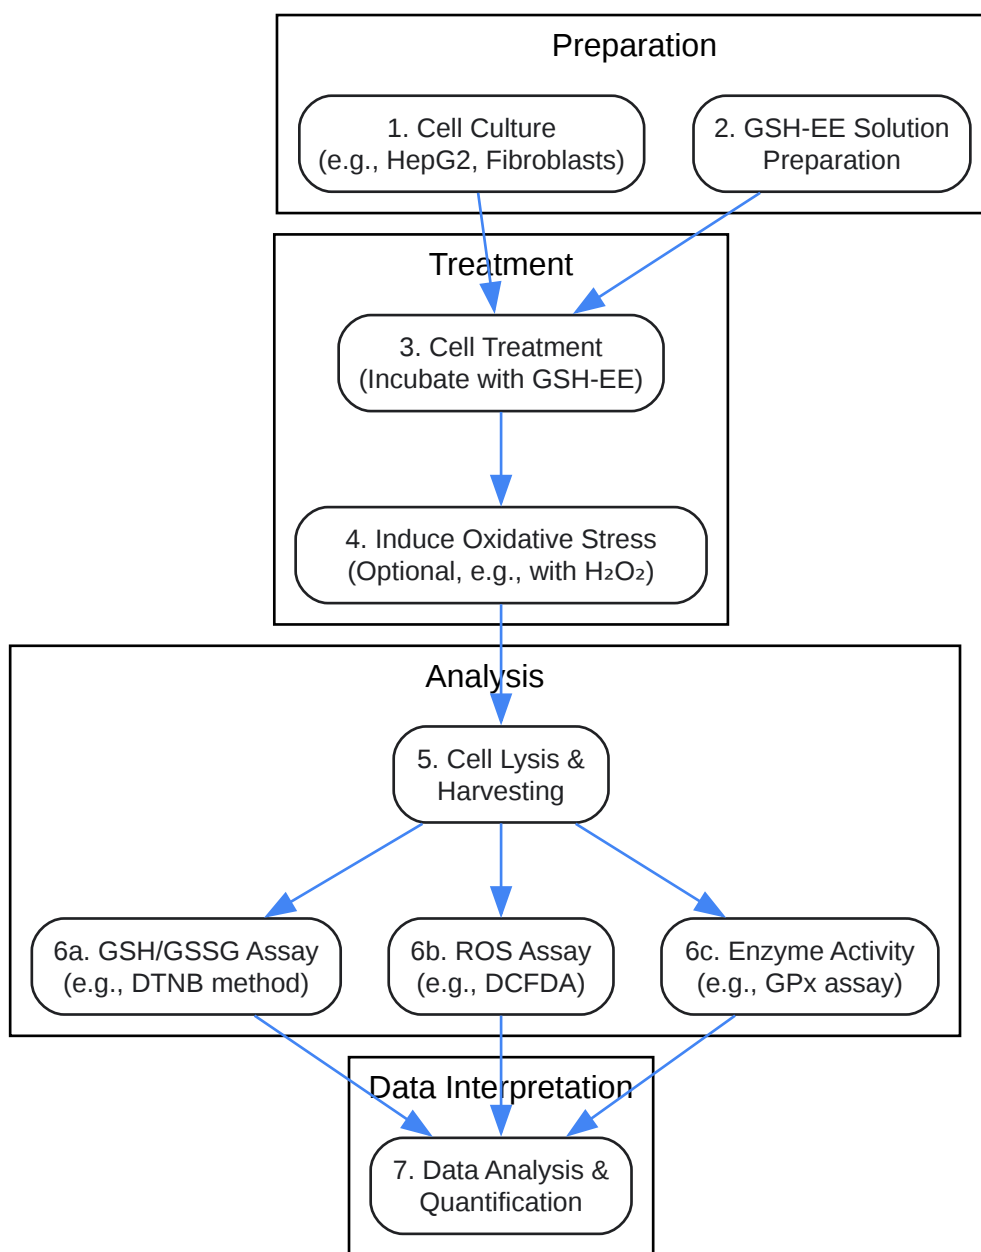 Preparation
1. Cell Culture
(e.g., HepG2, Fibroblasts)
2. GSH-EE Solution
Preparation
Treatment
3. Cell Treatment
(Incubate with GSH-EE)
4. Induce Oxidative Stress
(Optional, e.g., with H₂O₂)
Analysis
5. Cell Lysis &
Harvesting
6a. GSH/GSSG Assay
(e.g., DTNB method)
6b. ROS Assay
(e.g., DCFDA)
6c. Enzyme Activity
(e.g., GPx assay)
Data Interpretation
7. Data Analysis &
Quantification